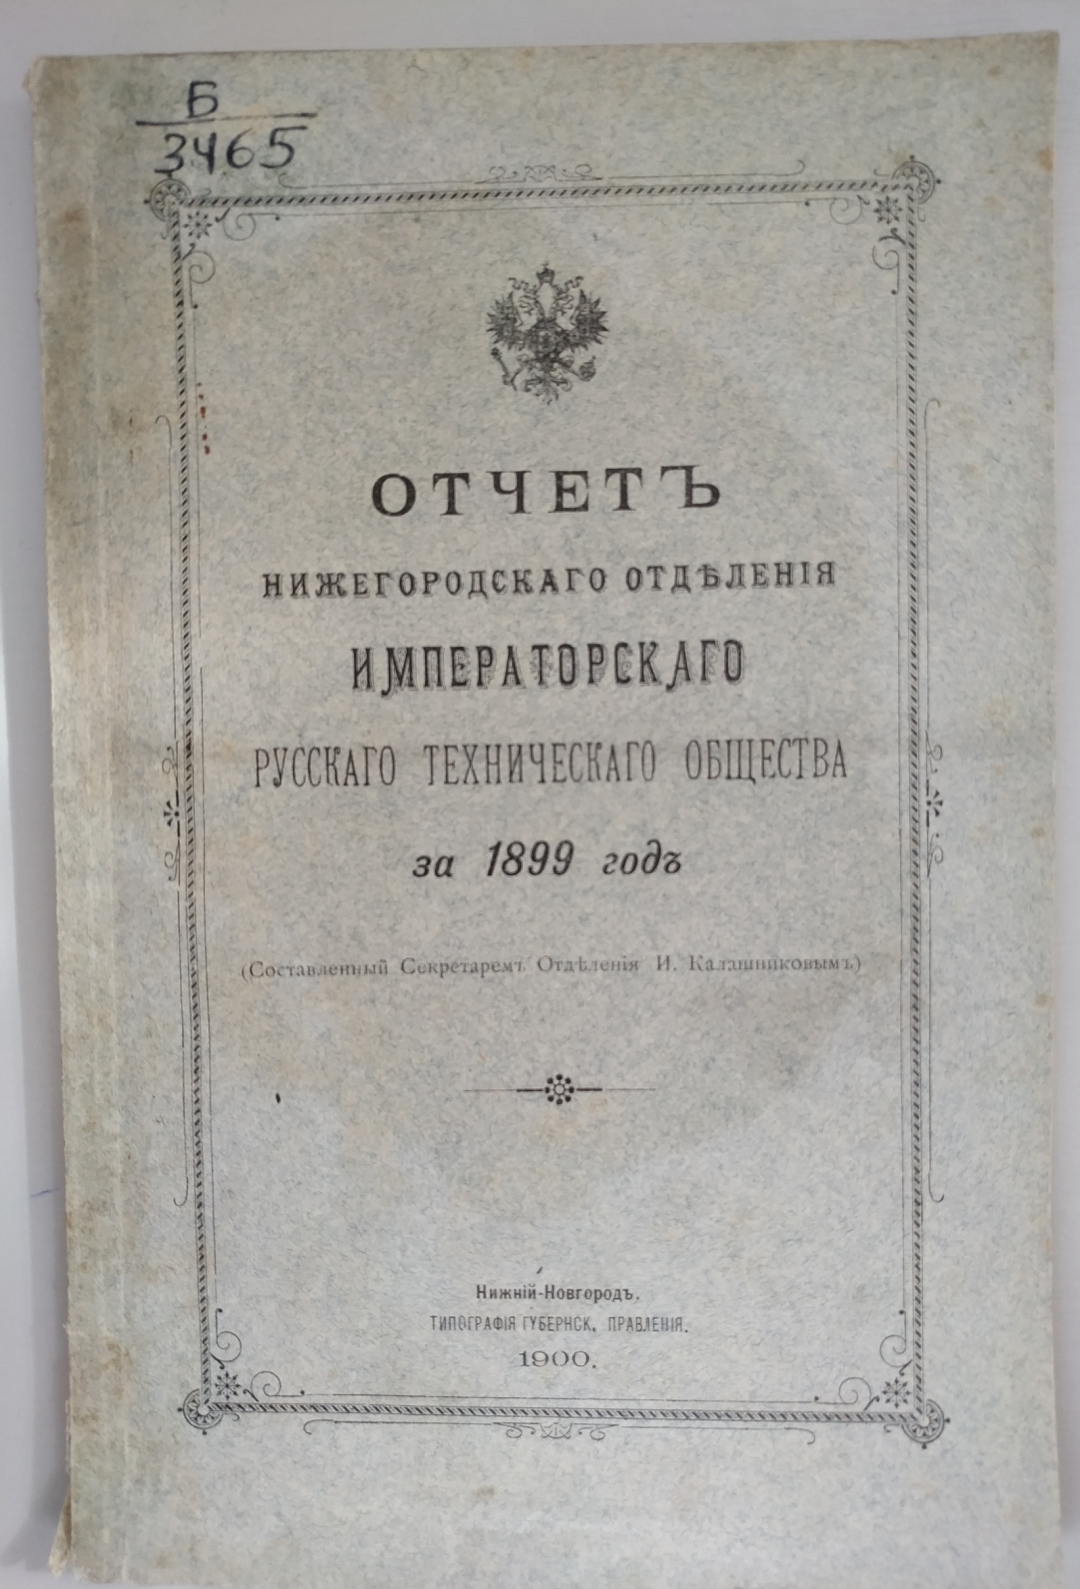 Б
3465
ОТЧЕТЪ
НИЖЕГОРОДСКАГО ОТДѢЛЕНІЯ
ИМПЕРАТОРСКАГО
РУССКАГО ТЕХНИЧЕСКАГО ОБЩЕСТВА
за 1899 годъ
(Составленный Секретаремъ Отдѣленія И. Калашниковымъ)
Нижній-Новгородъ.
ТИПОГРАФІЯ ГУБЕРНСК. ПРАВЛЕНІЯ.
1900.